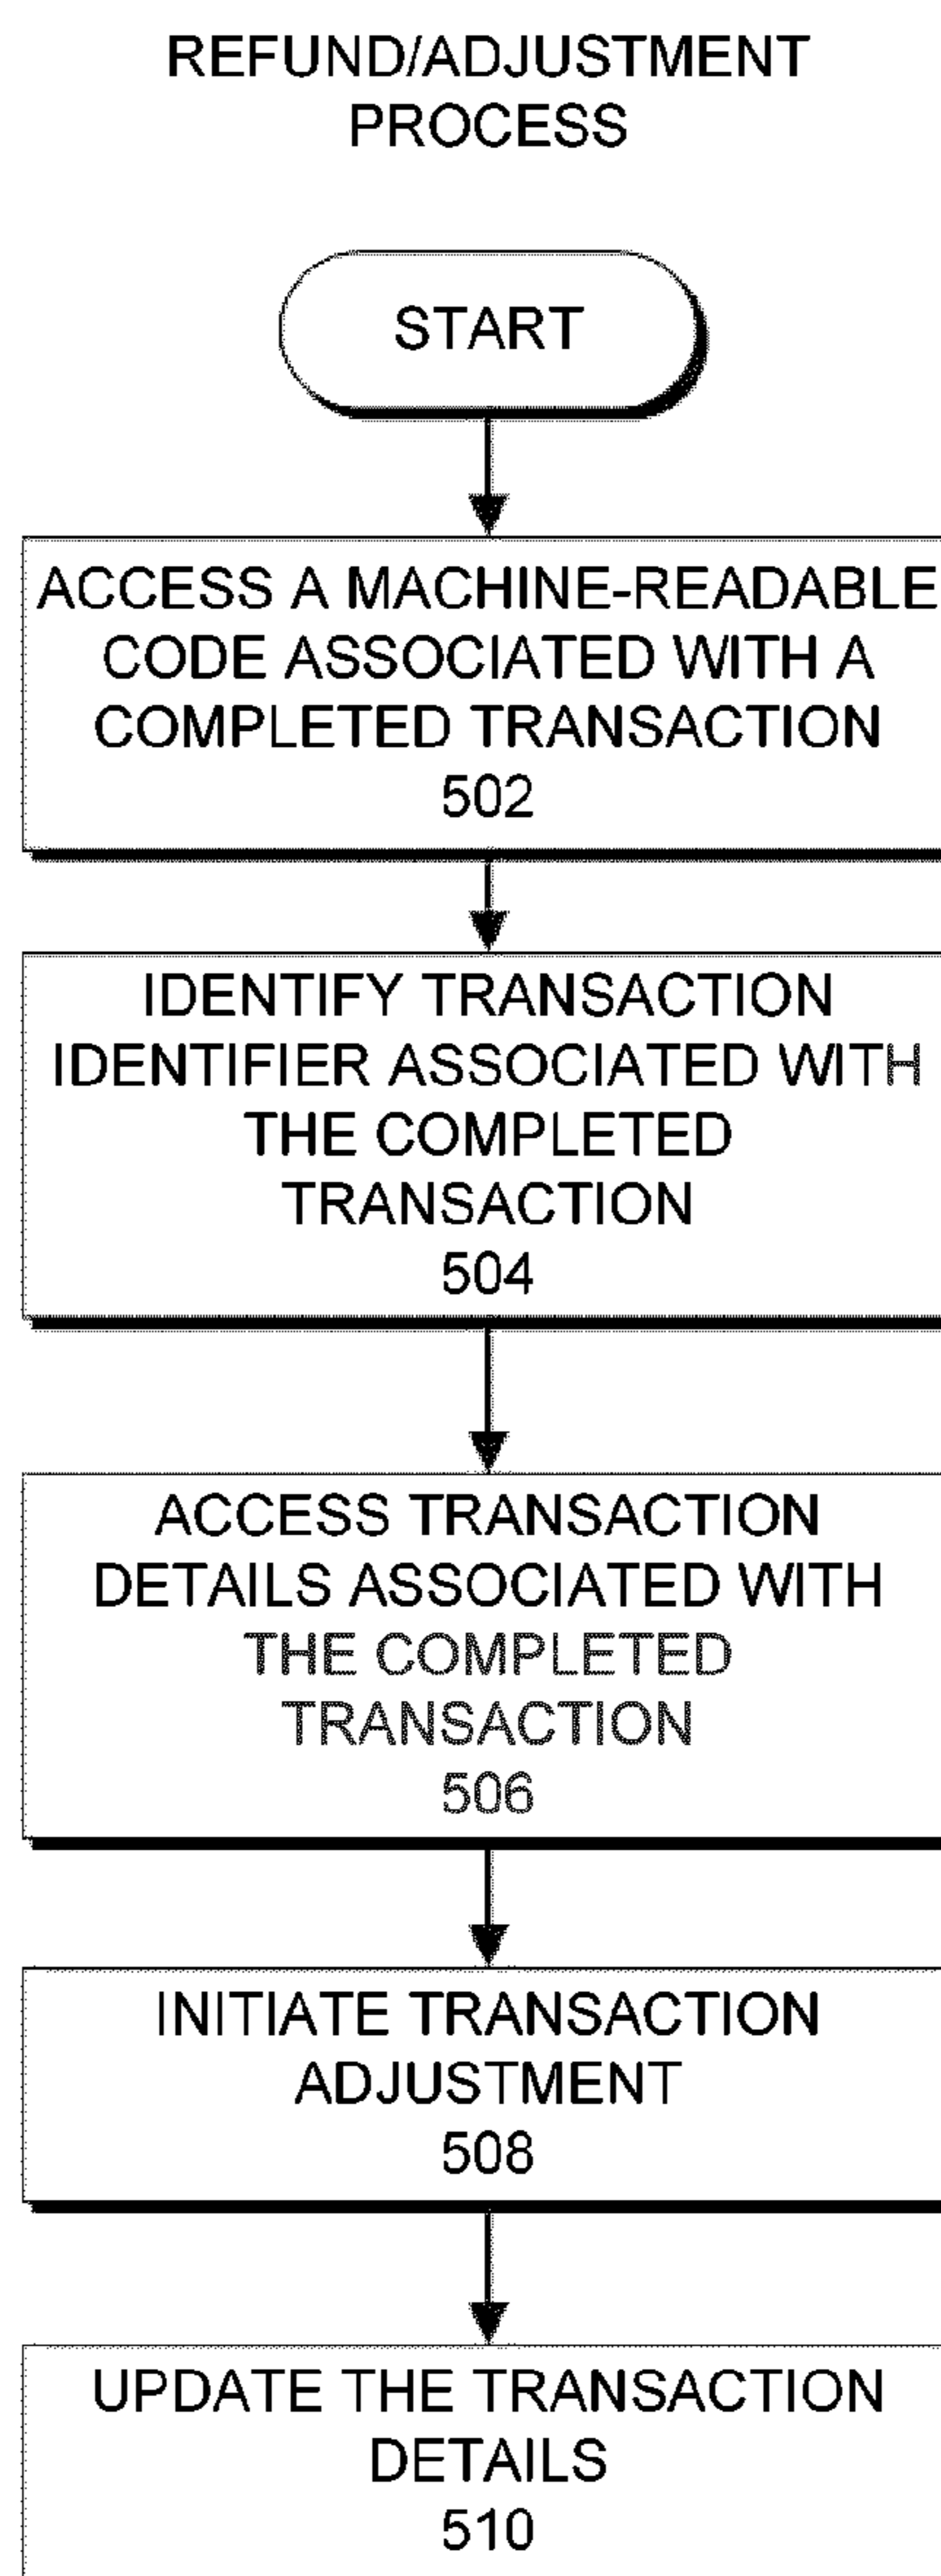 REFUND/ADJUSTMENT
PROCESS
START
ACCESS A MACHINE-READABLE
CODE ASSOCIATED WITH A
COMPLETED TRANSACTION
502
IDENTIFY TRANSACTION
IDENTIFIER ASSOCIATED WITH
THE COMPLETED
TRANSACTION
504
ACCESS TRANSACTION
DETAILS ASSOCIATED WITH
THE COMPLETED
TRANSACTION
506
INITIATE TRANSACTION
ADJUSTMENT
508
UPDATE THE TRANSACTION
DETAILS
510